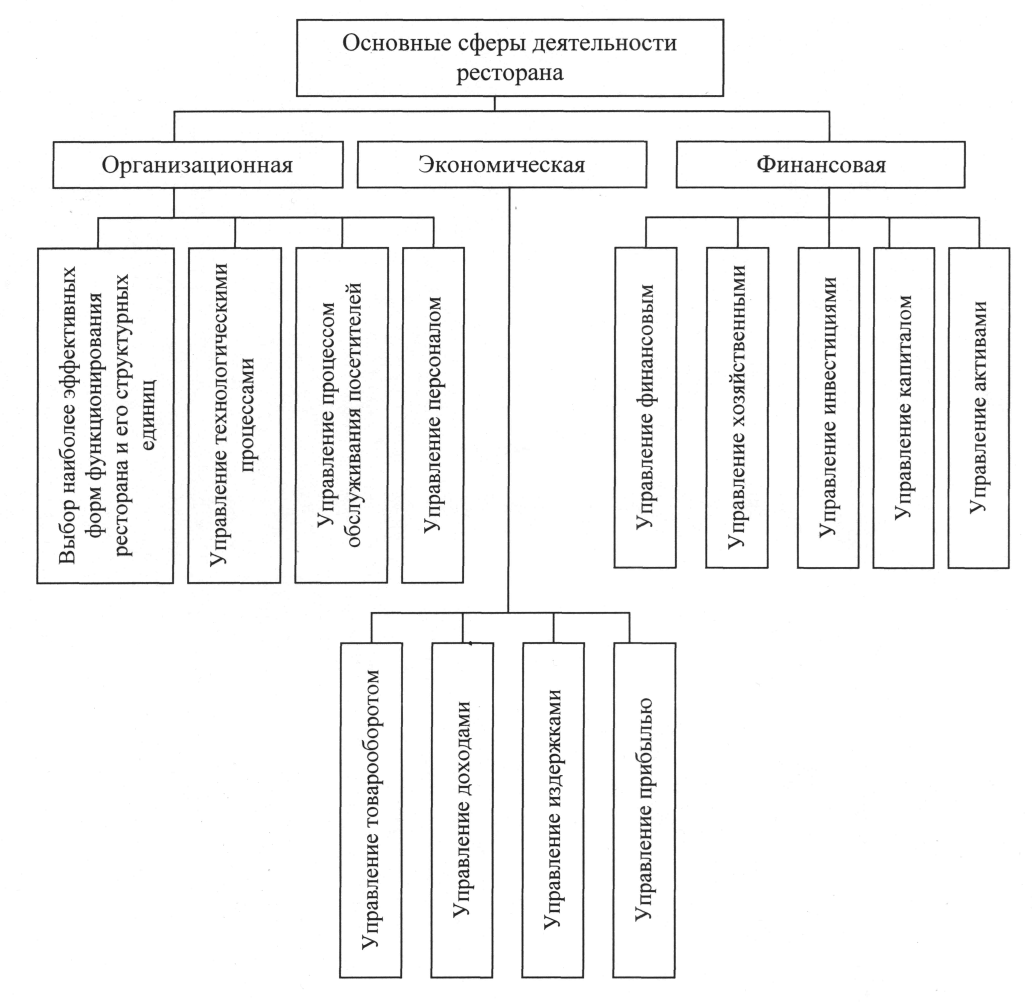 Основные сферы деятельности
ресторана
Организационная
Экономическая
Финансовая
Выбор наиболее эффективных
форм функционирования
ресторана и его структурных
единиц
Управление технологическими
процессами
Управление процессом
обслуживания посетителей
Управление персоналом
Управление финансовым
Управление хозяйственными
Управление инвестициями
Управление капиталом
Управление активами
Управление товарооборотом
Управление доходами
Управление издержками
Управление прибылью